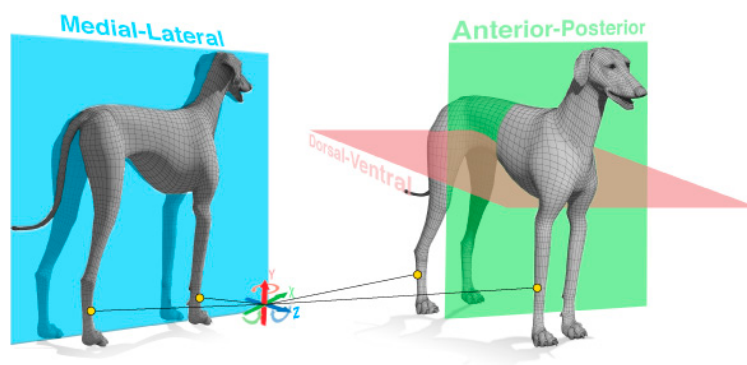 Medial-Lateral
Anterior-Posterior
Dorsal-Ventral
Y
X
Z